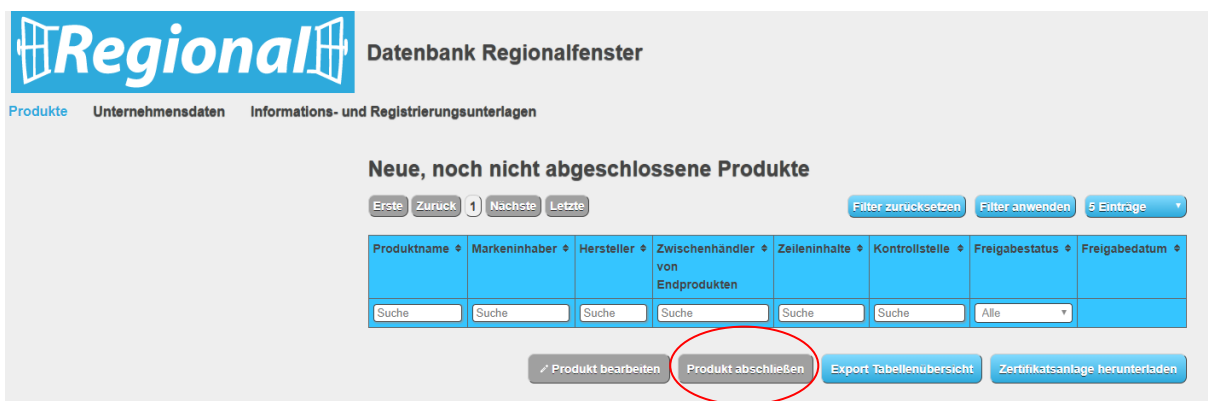 Regional
Datenbank Regionalfenster
Produkte Unternehmensdaten Informations- und Registrierungsunterlagen
Neue, noch nicht abgeschlossene Produkte
Erste Zurück 1 Nächste Letzte Filter zurücksetzen Filter anwenden 5 Einträge
Produktname Markeninhaber Hersteller Zwischenhändler Zeileninhalte Kontrollstelle Freigabestatus Freigabedatum
von
Endprodukten
Suche Suche Suche Suche Suche Suche Alle
Produkt bearbeiten Produkt abschließen Export Tabellenübersicht Zertifikatsanlage herunterladen